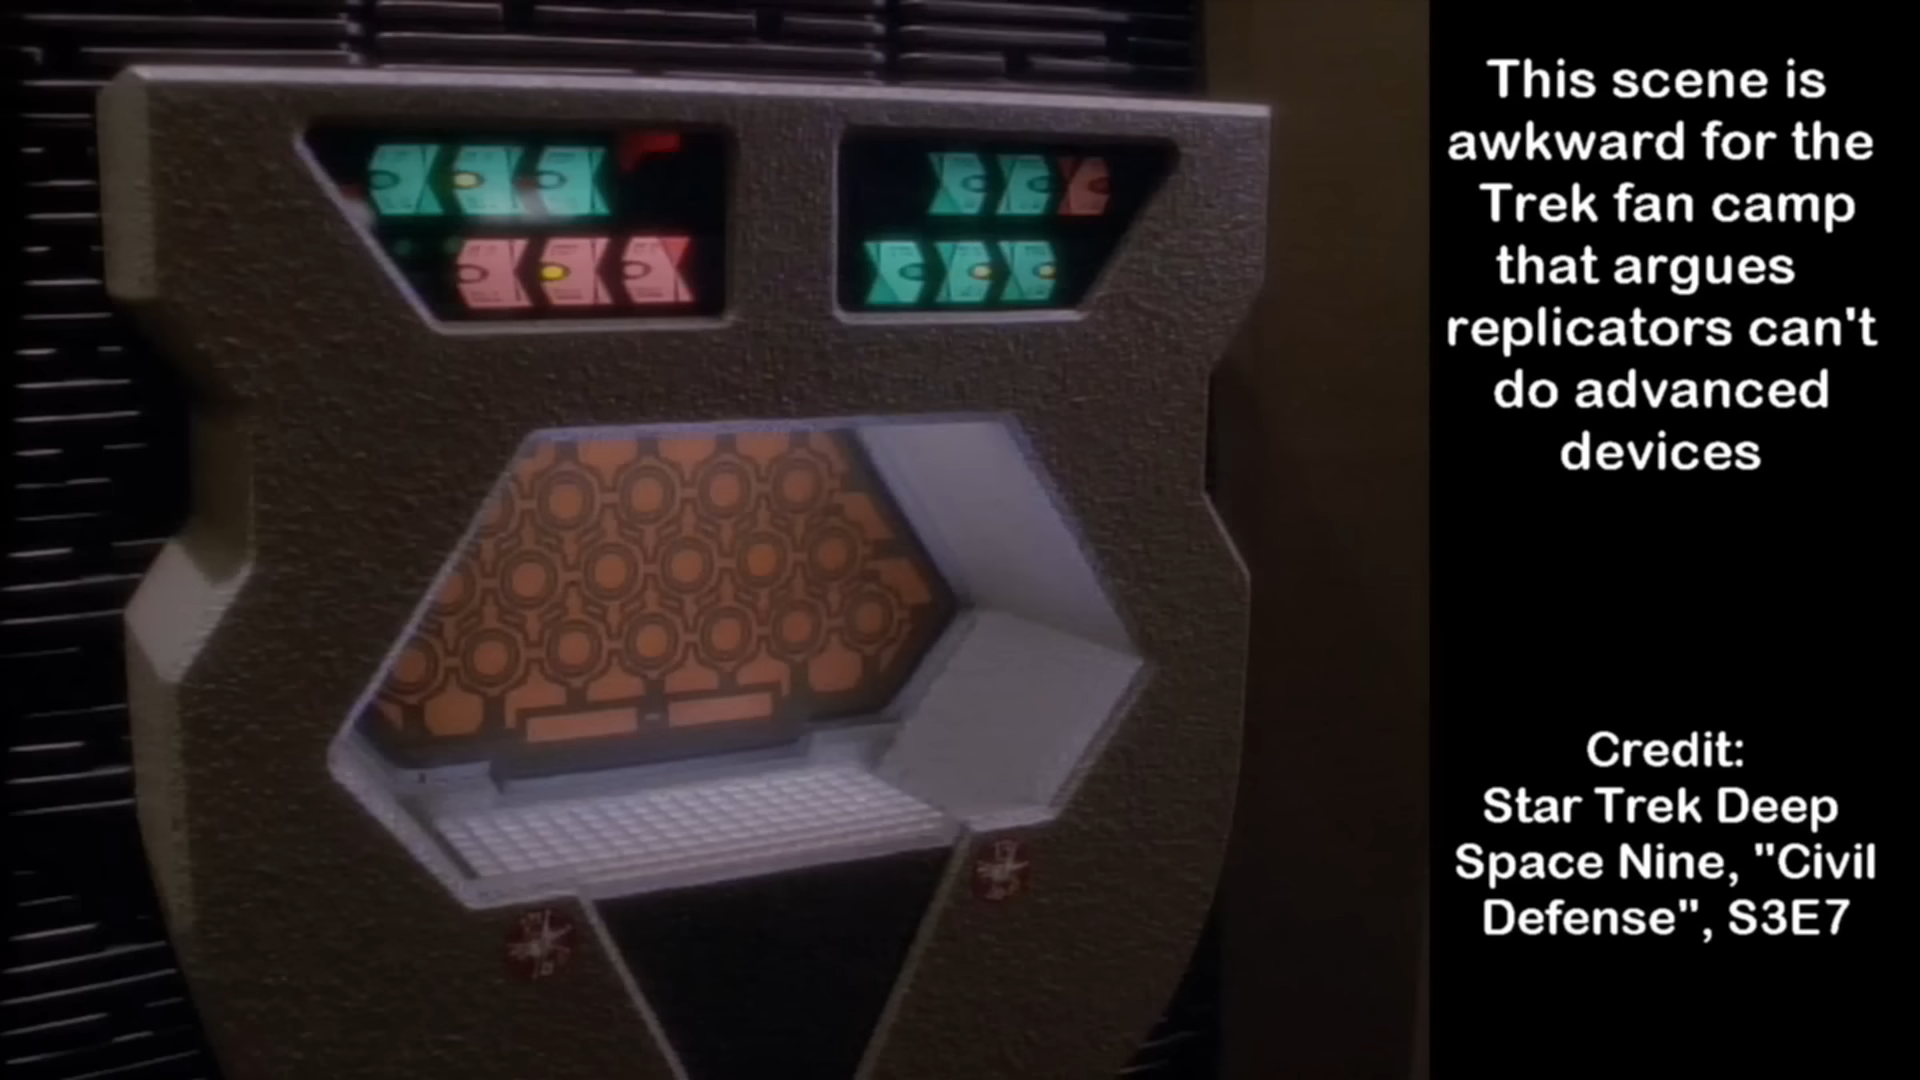 This scene is
awkward for the
Trek fan camp
that argues
replicators can't
do advanced
devices
Credit:
Star Trek Deep
Space Nine, "Civil
Defense", S3E7